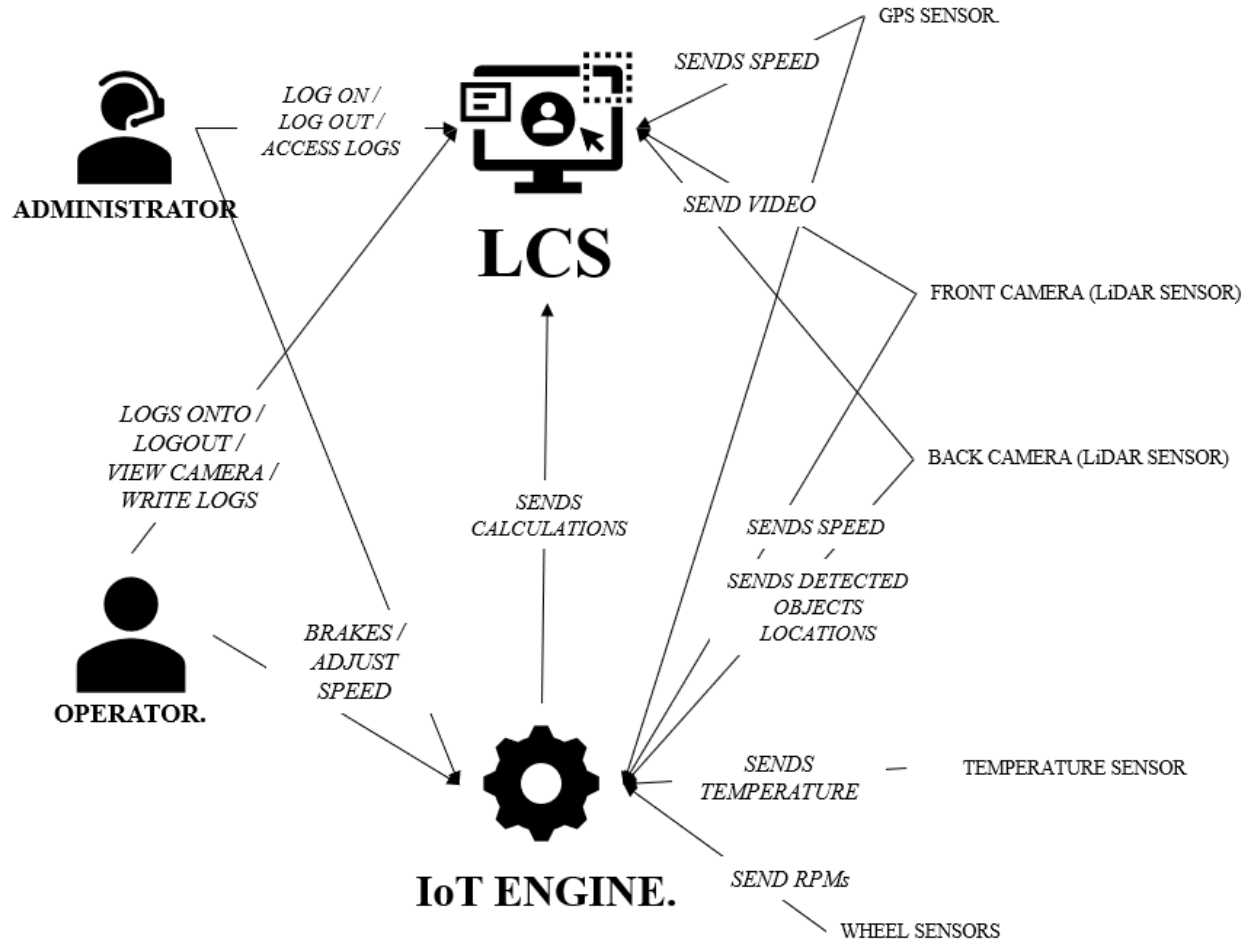 GPS SENSOR.
SENDS SPEED
LOG ON /
LOG OUT /
ACCESS LOGS
ADMINISTRATOR
SEND VIDEO
LCS
FRONT CAMERA (LiDAR SENSOR)
LOGS ONTO /
LOGOUT /
VIEW CAMERA /
WRITE LOGS
BACK CAMERA (LiDAR SENSOR)
SENDS
CALCULATIONS
SENDS SPEED
SENDS DETECTED
OBJECTS
LOCATIONS
BRAKES /
ADJUST
SPEED
OPERATOR.
SENDS
TEMPERATURE
TEMPERATURE SENSOR
IoT ENGINE.
SEND RPMs
WHEEL SENSORS